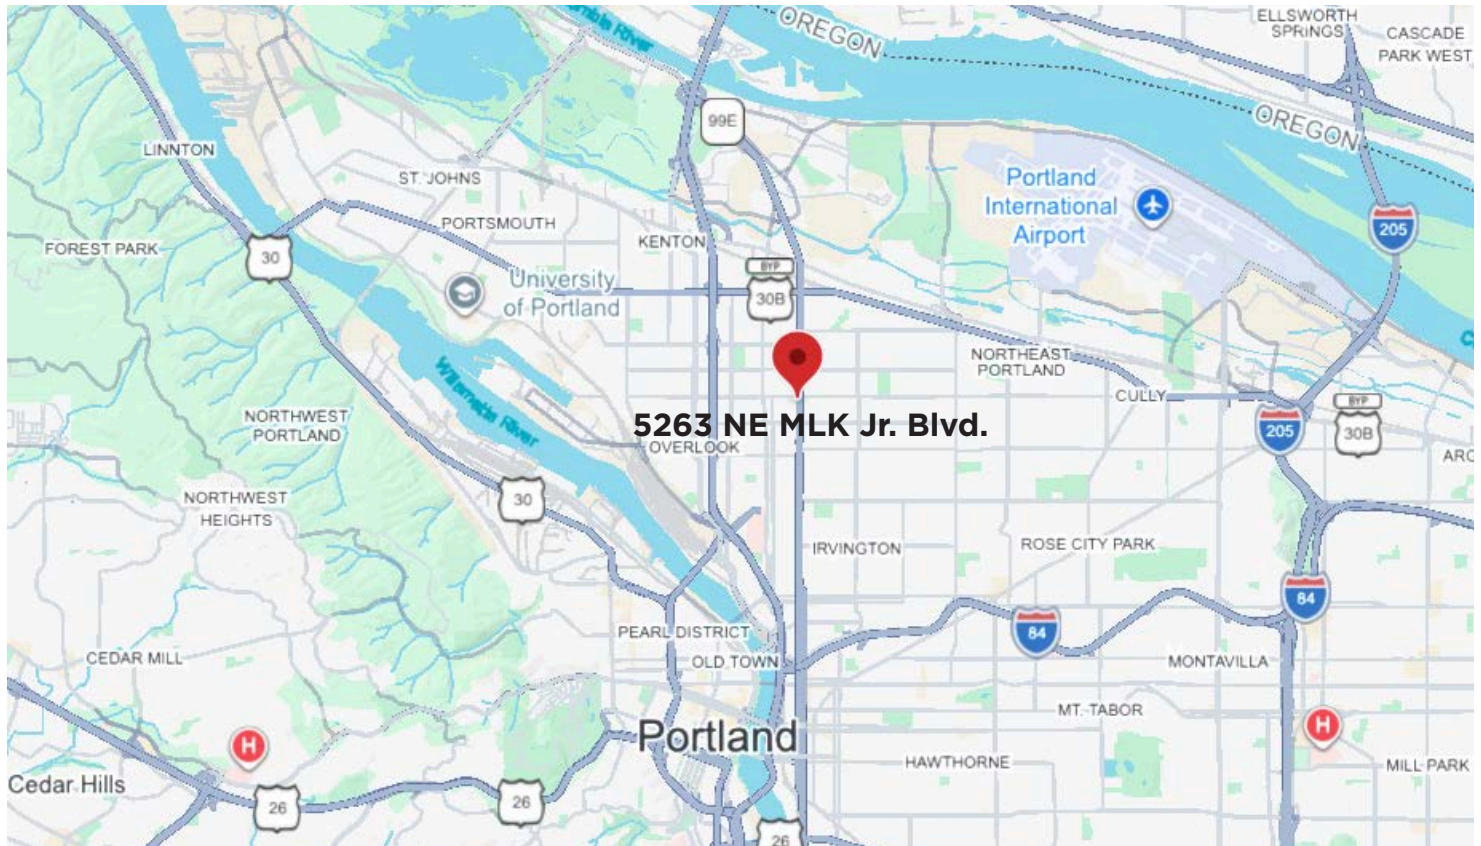 OREGON
ELLSWORTH
SPRINGS
CASCADE
PARK WEST
River
99E
OREGON
LINNTON
ST. JOHNS
Portland
International
Airport
PORTSMOUTH
205
FOREST PARK
KENTON
30
BYP
30B
University
of Portland
NORTHEAST
PORTLAND
CULLY
Willamette River
NORTHWEST
PORTLAND
5263 NE MLK Jr. Blvd.
OVERLOOK
205
BYP
30B
NORTHWEST
HEIGHTS
30
IRVINGTON
ROSE CITY PARK
84
PEARL DISTRICT
84
CEDAR MILL
OLD TOWN
MONTAVILLA
MT. TABOR
H
Portland
H
HAWTHORNE
MILL PARK
Cedar Hills
26
26
26